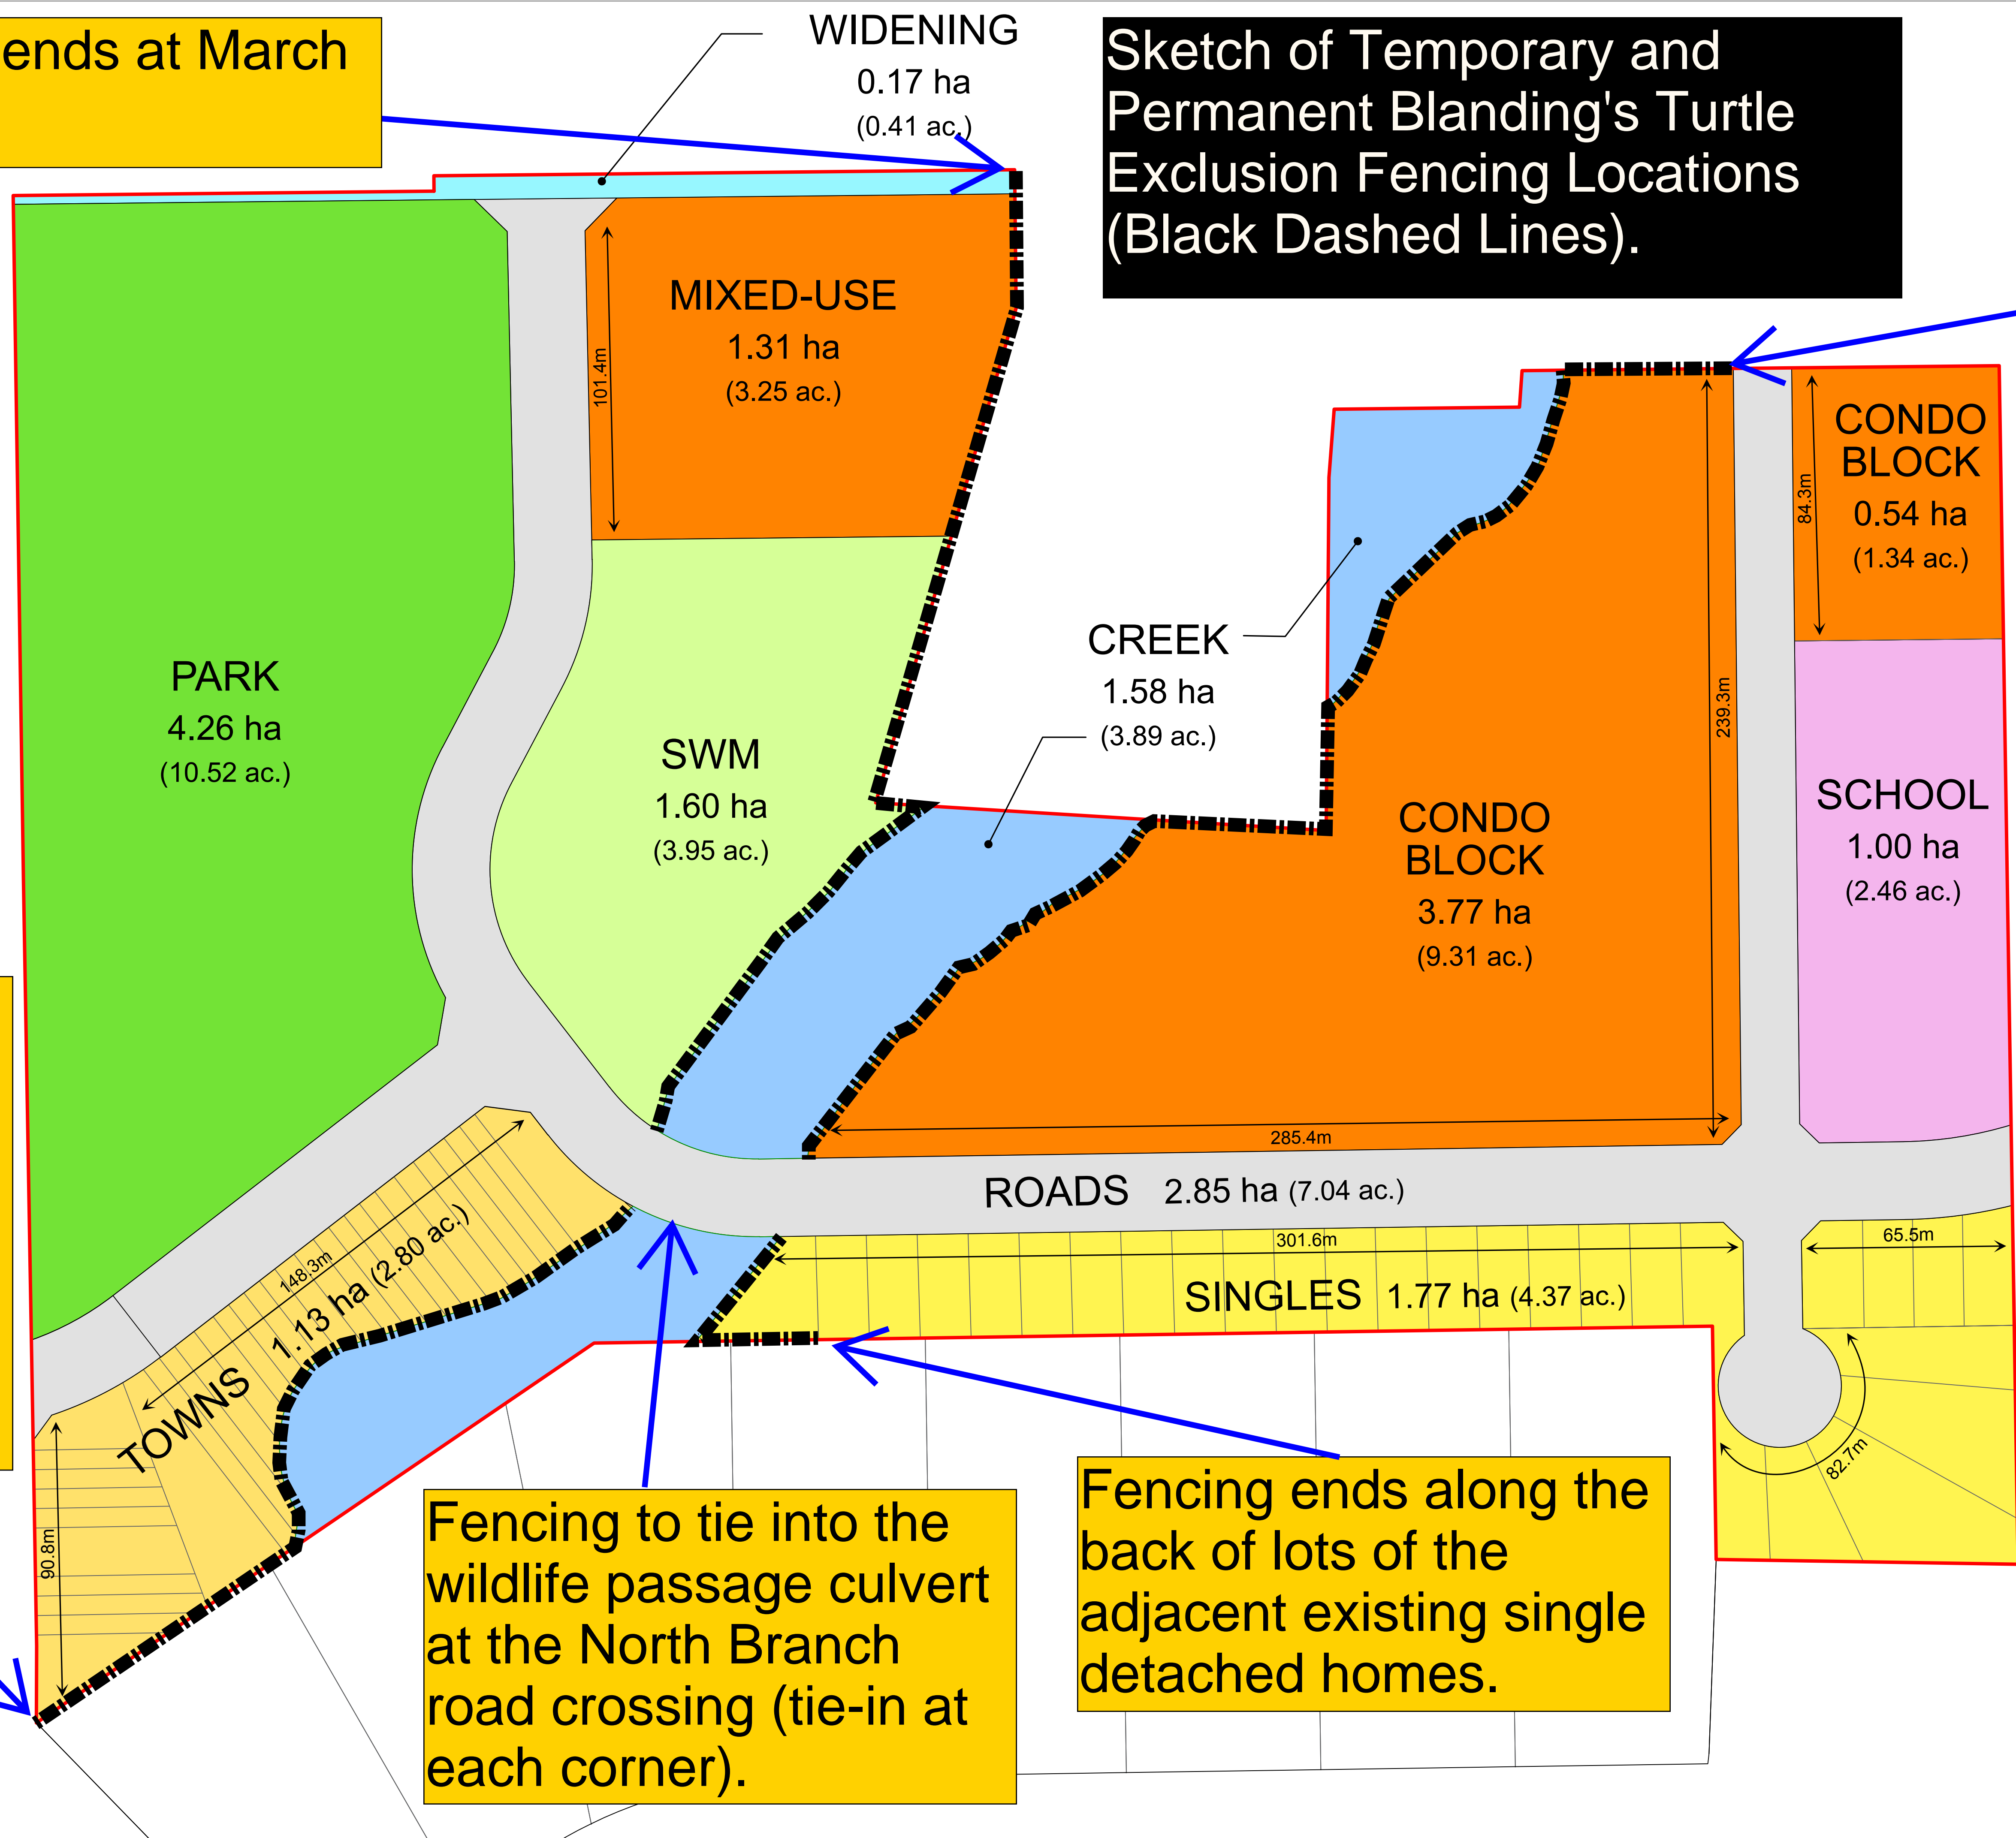 ends at March
WIDENING
0.17 ha
(0.41 ac.)
Sketch of Temporary and
Permanent Blanding's Turtle
Exclusion Fencing Locations
(Black Dashed Lines).
MIXED-USE
1.31 ha
(3.25 ac.)
101.4m
CONDO
BLOCK
0.54 ha
(1.34 ac.)
84.3m
PARK
4.26 ha
(10.52 ac.)
SWM
1.60 ha
(3.95 ac.)
CREEK
1.58 ha
(3.89 ac.)
239.3m
CONDO
BLOCK
3.77 ha
(9.31 ac.)
SCHOOL
1.00 ha
(2.46 ac.)
285.4m
ROADS 2.85 ha (7.04 ac.)
148.3m
TOWNS 1.13 ha (2.80 ac.)
90.8m
301.6m
65.5m
SINGLES 1.77 ha (4.37 ac.)
82.7m
Fencing to tie into the
wildlife passage culvert
at the North Branch
road crossing (tie-in at
each corner).
Fencing ends along the
back of lots of the
adjacent existing single
detached homes.